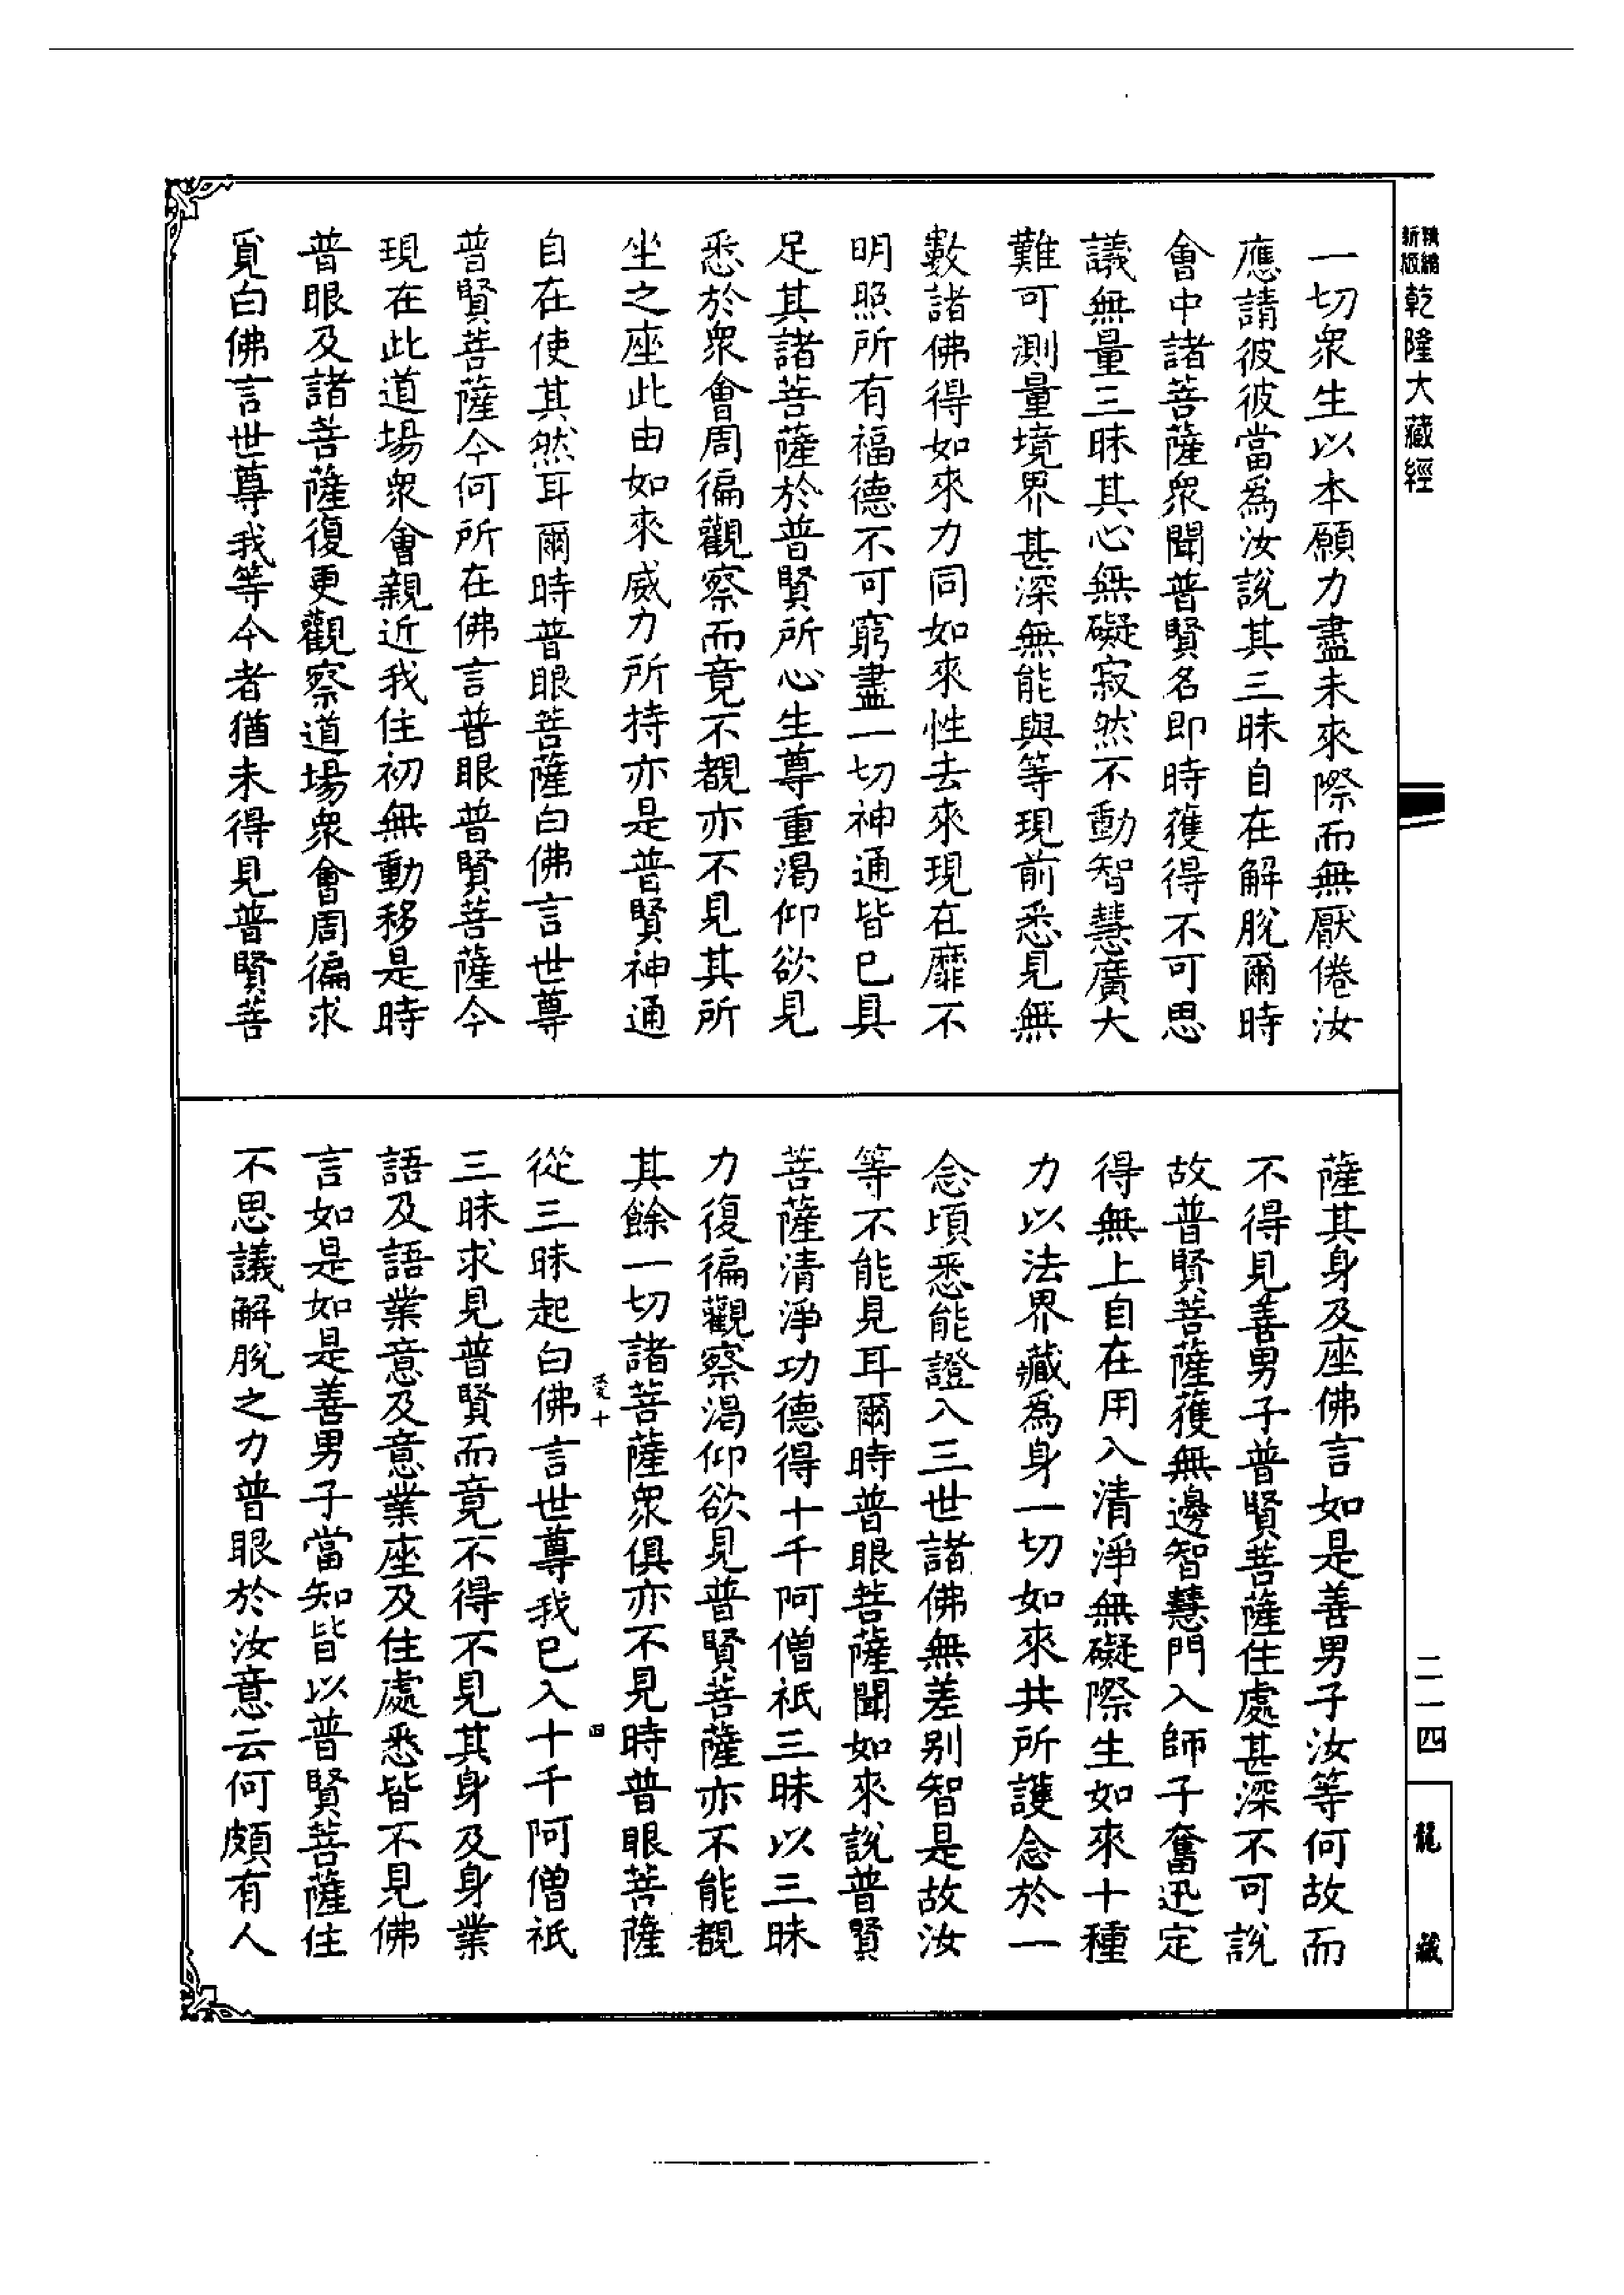 新版精縮乾隆大藏經
一切衆生以本願力盡未來際而無厭倦汝
應請彼彼當爲汝說其三昧自在解脫爾時
會中諸菩薩衆聞普賢名即時獲得不可思
議無量三昧其心無礙寂然不動智慧廣大
難可測量境界甚深無能與等現前悉見無
數諸佛得如來力同如來性去來現在靡不
明照所有福德不可窮盡一切神通皆已具
足其諸菩薩於普賢所心生尊重渴仰欲見
悉於衆會周徧觀察而竟不覩亦不見其所
坐之座此由如來威力所持亦是普賢神通
自在使其然耳爾時普眼菩薩白佛言世尊
普賢菩薩今何所在佛言普眼普賢菩薩今
現在此道場衆會親近我住初無動移是時
普眼及諸菩薩復更觀察道場衆會周徧求
覓白佛言世尊我等今者猶未得見普賢菩
薩其身及座佛言如是善男子汝等何故而
不得見善男子普賢菩薩住處甚深不可說
故普賢菩薩獲無邊智慧門入師子奮迅定
得無上自在用入清淨無礙際生如來十種
力以法界藏爲身一切如來共所護念於一
念頃悉能證入三世諸佛無差別智是故汝
等不能見耳爾時普眼菩薩聞如來說普賢
菩薩清淨功德得十千阿僧祇三昧以三昧
力復徧觀察渴仰欲見普賢菩薩亦不能覩
其餘一切諸菩薩衆俱亦不見時普眼菩薩
愛十 四
從三昧起白佛言世尊我已入十千阿僧祇
三昧求見普賢而竟不得不見其身及身業
語及語業意及意業座及住處悉皆不見佛
言如是如是善男子當知皆以普賢菩薩住
不思議解脫之力普眼於汝意云何頗有人
二一四
龍藏